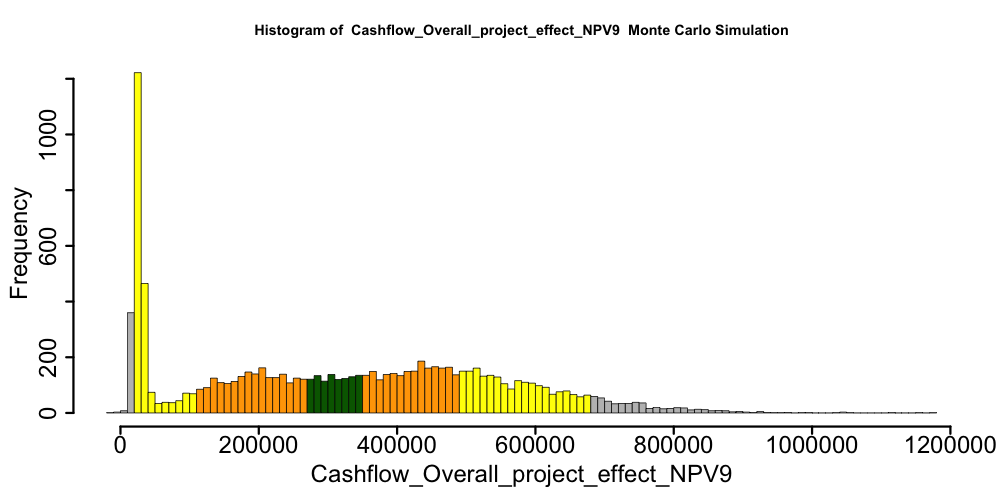 Histogram of  Cashflow_Overall_project_effect_NPV9  Monte Carlo Simulation
Frequency
1000
600
200
0
0 200000 400000 600000 800000 1000000 1200000
Cashflow_Overall_project_effect_NPV9